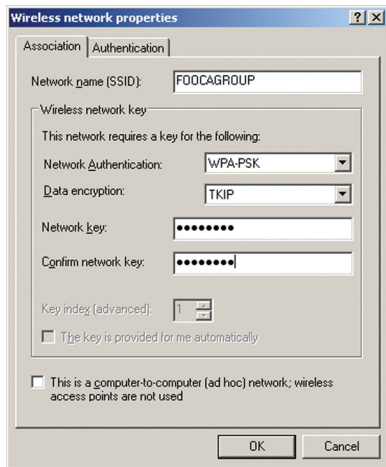 Wireless network properties
Association
Authentication
Network name (SSID):
FOOCAGROUP
Wireless network key
This network requires a key for the following:
Network Authentication:
WPA-PSK
Data encryption:
TKIP
Network key:
••••••••
Confirm network key:
••••••••
Key index (advanced):
1
The key is provided for me automatically
This is a computer-to-computer (ad hoc) network; wireless
access points are not used
OK
Cancel